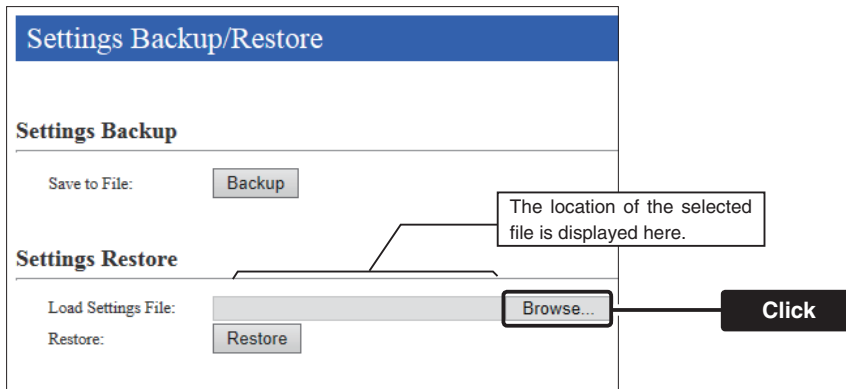 Settings Backup/Restore
Settings Backup
Save to File:
Backup
The location of the selected
file is displayed here.
Settings Restore
Load Settings File:
Browse...
Click
Restore:
Restore